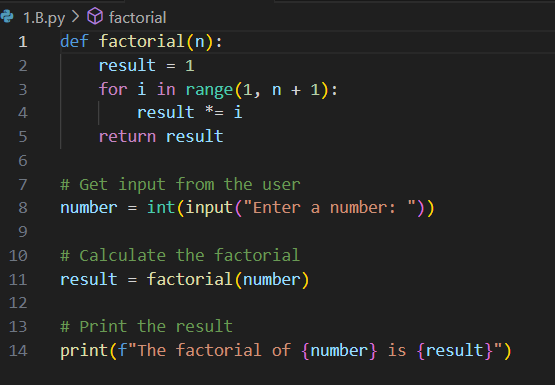 1.B.py > factorial
1 def factorial(n):
2     result = 1
3     for i in range(1, n + 1):
4         result *= i
5     return result
6
7 # Get input from the user
8 number = int(input("Enter a number: "))
9
10 # Calculate the factorial
11 result = factorial(number)
12
13 # Print the result
14 print(f"The factorial of {number} is {result}")